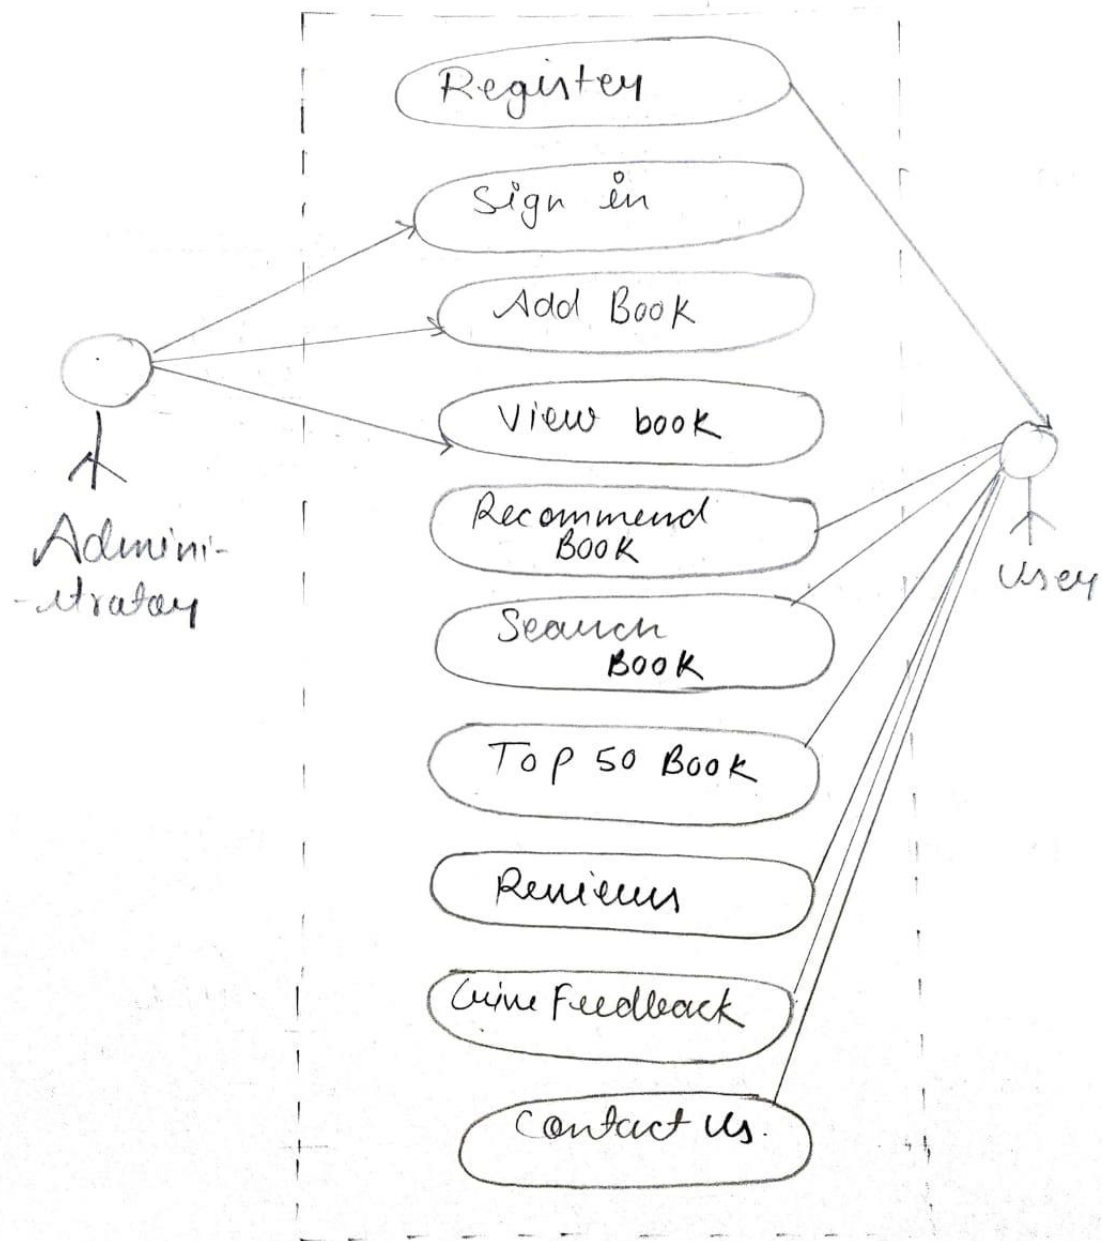 Register
Sign in
Add Book
View book
Recommend
BOOK
Search
BOOK
Top 50 Book
Reviews
Give Feedback
Contact Us.
Admini-
-strator
User